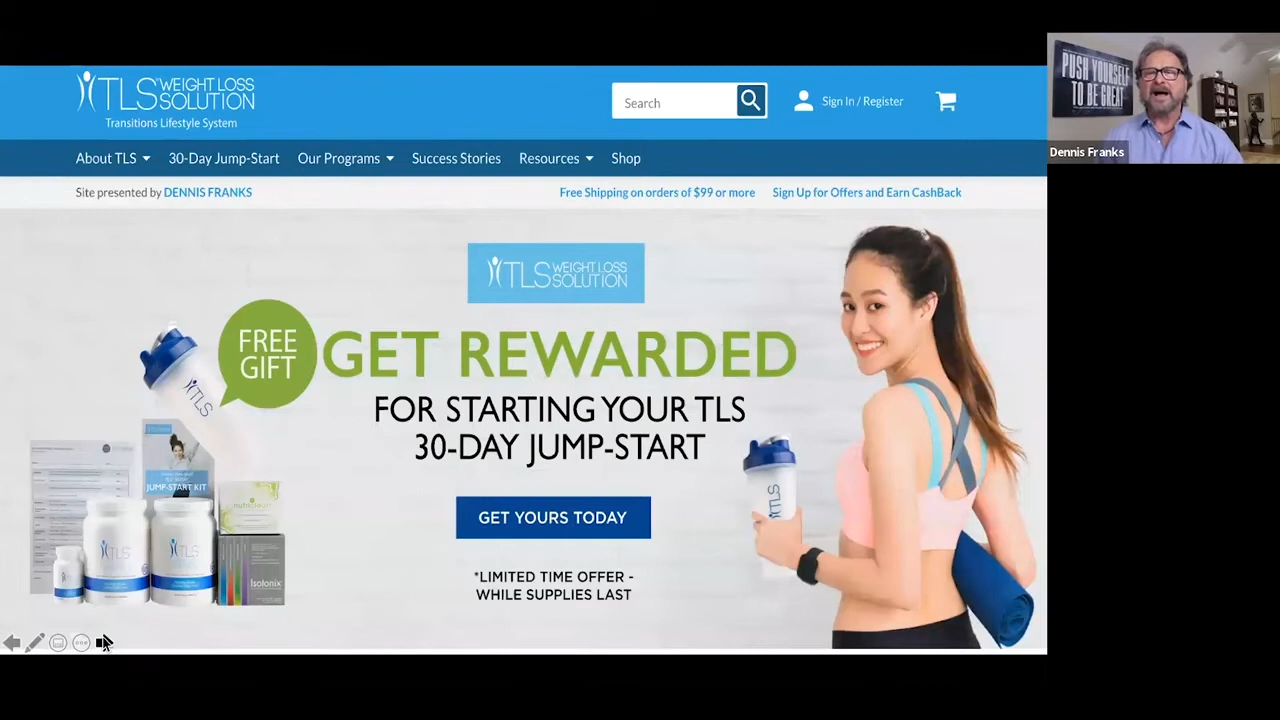 TLS WEIGHT LOSS
SOLUTION
Transitions Lifestyle System
Search
Sign In / Register
About TLS
30-Day Jump-Start
Our Programs
Success Stories
Resources
Shop
Site presented by DENNIS FRANKS
Free Shipping on orders of $99 or more
Sign Up for Offers and Earn CashBack
TLS WEIGHT LOSS
SOLUTION
FREE
GIFT
GET REWARDED
FOR STARTING YOUR TLS
30-DAY JUMP-START
GET YOURS TODAY
*LIMITED TIME OFFER -
WHILE SUPPLIES LAST
TLS
JUMP-START KIT
TLS
TLS
Isotonix
TLS
PUSH YOURSELF
TO BE GREAT
Dennis Franks